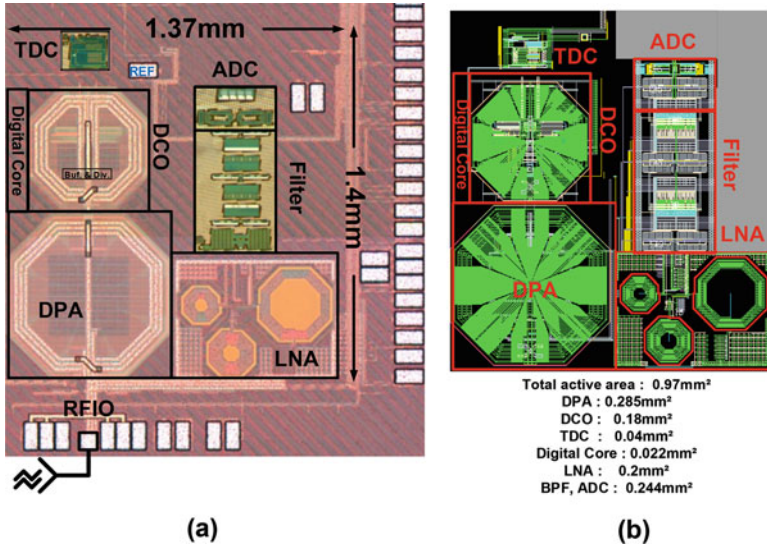 1.37mm
TDC
REF
ADC
Digital Core
DCO
Buf. & Div.
Filter
1.4mm
DPA
LNA
RFIO
(a)
TDC
ADC
Digital Core
DCO
Filter
LNA
DPA
Total active area : 0.97mm²
DPA : 0.285mm²
DCO : 0.18mm²
TDC : 0.04mm²
Digital Core : 0.022mm²
LNA : 0.2mm²
BPF, ADC : 0.244mm²
(b)